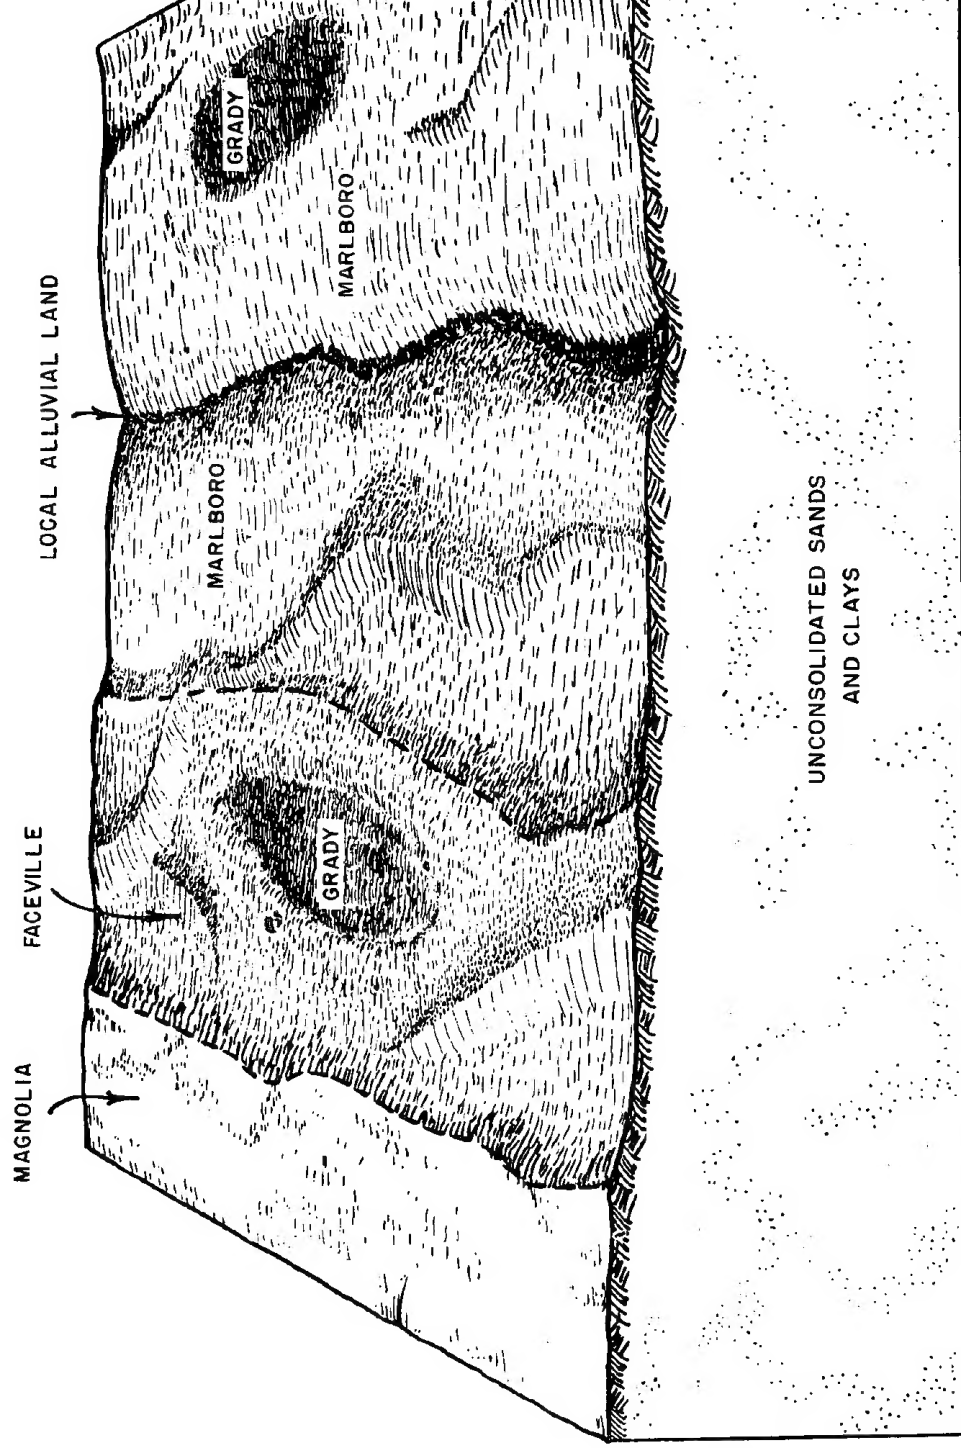 MAGNOLIA
FACEVILLE
LOCAL ALLUVIAL LAND
GRADY
MARLBORO
MARLBORO
GRADY
UNCONSOLIDATED SANDS
AND CLAYS